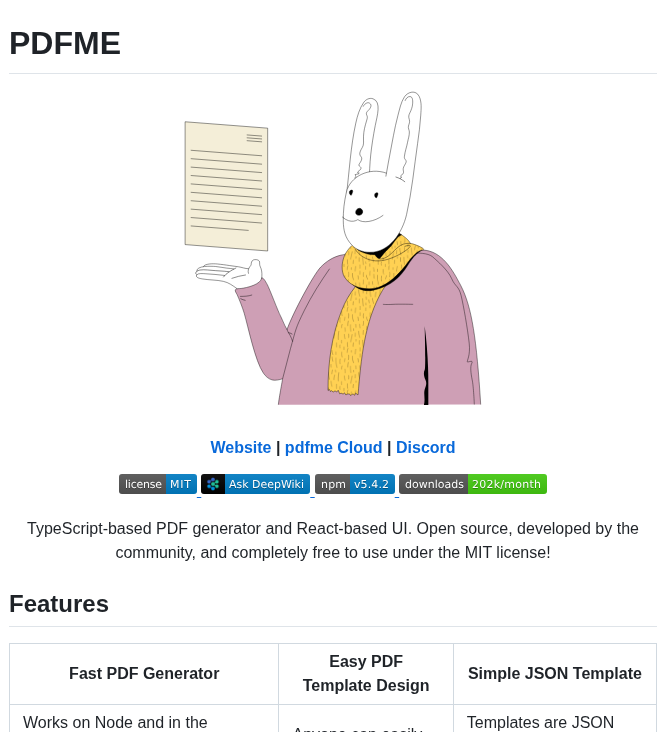 PDFME
Website | pdfme Cloud | Discord
license MIT Ask DeepWiki npm v5.4.2 downloads 202k/month
TypeScript-based PDF generator and React-based UI. Open source, developed by the
community, and completely free to use under the MIT license!
Features
Fast PDF Generator
Easy PDF
Template Design
Simple JSON Template
Works on Node and in the
Anyone can easily
Templates are JSON